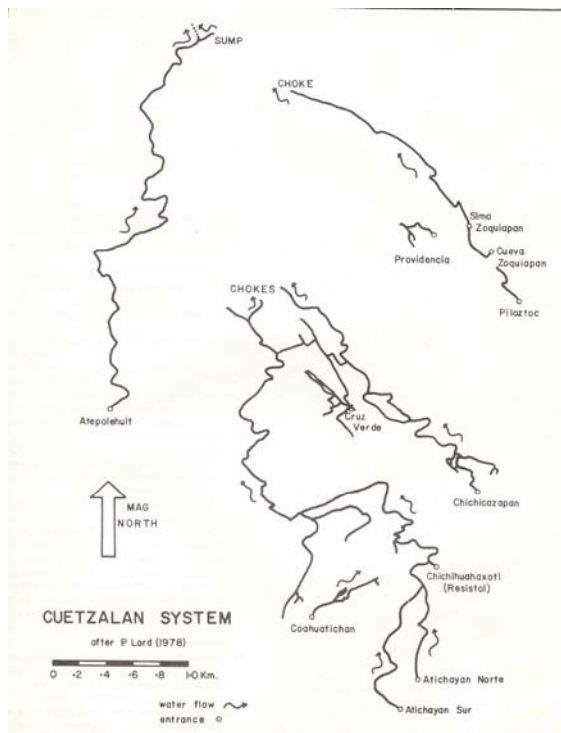 SUMP
CHOKE
Sima
Zoquiapan
Providencia
Cueva
Zoquiapan
Piloztoc
CHOKES
Atepolehuit
Cruz
Verde
Chichicazapan
MAG
NORTH
Chichihuahaxotl
(Resistol)
CUETZALAN SYSTEM
after P Lord (1978)
Coahuatichan
0 ·2 ·4 ·6 ·8 1·0 Km.
Atichayan Norte
water flow
entrance
Atichayan Sur